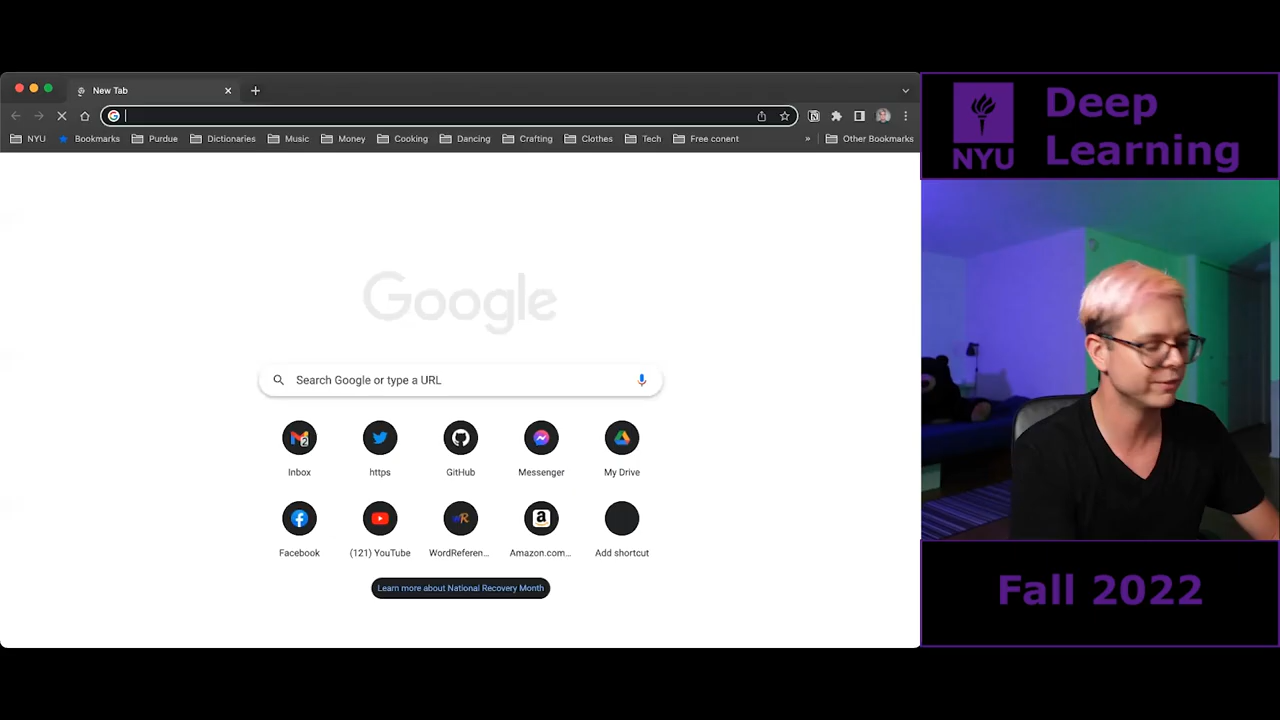 New Tab
NYU Bookmarks Purdue Dictionaries Music Money Cooking Dancing Crafting Clothes Tech Free conent » Other Bookmarks
Google
Search Google or type a URL
2
Inbox https GitHub Messenger My Drive
Facebook (121) YouTube WordReferen... Amazon.com... Add shortcut
Learn more about National Recovery Month
NYU
Deep
Learning
Fall 2022